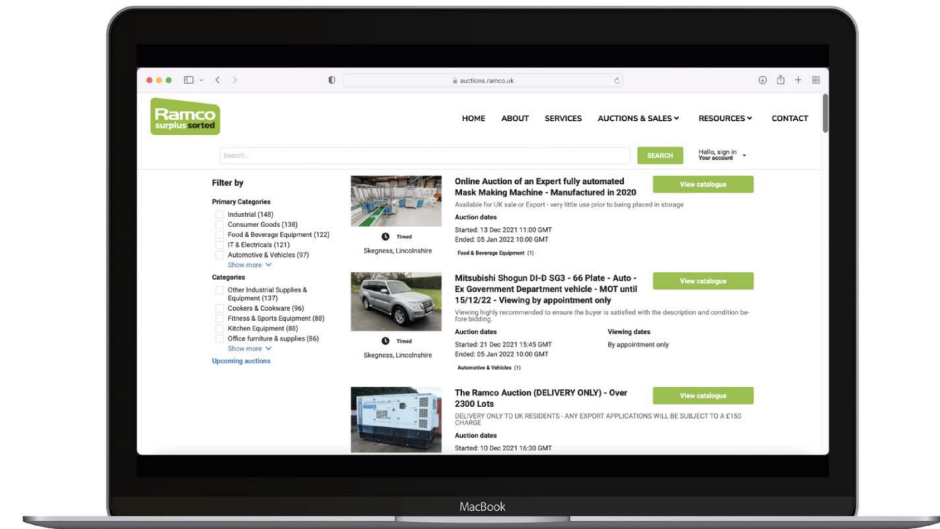 auctions.ramco.uk
Ramco
surplus sorted
HOME ABOUT SERVICES AUCTIONS & SALES RESOURCES CONTACT
Search...
SEARCH
Hello, sign in
Your account
Filter by
Primary Categories
Industrial (148)
Consumer Goods (138)
Food & Beverage Equipment (122)
IT & Electricals (121)
Automotive & Vehicles (97)
Show more
Categories
Other Industrial Supplies &
Equipment (137)
Cookers & Cookware (96)
Fitness & Sports Equipment (88)
Kitchen Equipment (88)
Office furniture & supplies (86)
Show more
Upcoming auctions
Timed
Skegness, Lincolnshire
Online Auction of an Expert fully automated
Mask Making Machine - Manufactured in 2020
View catalogue
Available for UK sale or Export - very little use prior to being placed in storage
Auction dates
Started: 13 Dec 2021 11:00 GMT
Ended: 05 Jan 2022 10:00 GMT
Food & Beverage Equipment (1)
Timed
Skegness, Lincolnshire
Mitsubishi Shogun DI-D SG3 - 66 Plate - Auto -
Ex Government Department vehicle - MOT until
15/12/22 - Viewing by appointment only
View catalogue
Viewing highly recommended to ensure the buyer is satisfied with the description and condition be-
fore bidding.
Auction dates
Started: 21 Dec 2021 15:45 GMT
Ended: 05 Jan 2022 10:00 GMT
Viewing dates
By appointment only
Automotive & Vehicles (1)
The Ramco Auction (DELIVERY ONLY) - Over
2300 Lots
View catalogue
DELIVERY ONLY TO UK RESIDENTS - ANY EXPORT APPLICATIONS WILL BE SUBJECT TO A £150
CHARGE
Auction dates
Started: 10 Dec 2021 16:30 GMT
MacBook